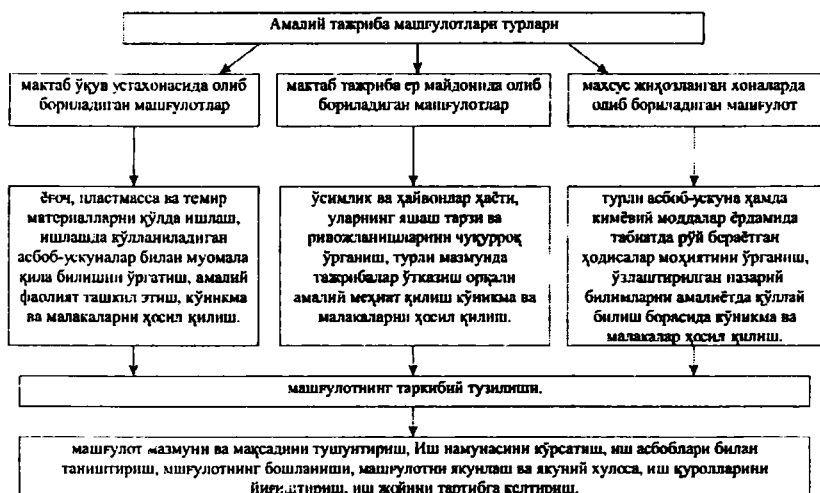 Амалий тажриба машғулотлари турлари
мактаб ўқув устахонасида олиб
бориладиган машғулотлар
мактаб тажриба ер майдонида олиб
бориладиган машғулотлар
махсус жиҳозланган хоналарда
олиб бориладиган машғулот
ёғоч, пластмасса ва темир
материалларни қўлда ишлаш,
ишлашда қўлланиладиган
асбоб-ускуналар билан муомала
қила билишни ўргатиш, амалий
фаолият ташкил этиш, кўникма
ва малакаларни ҳосил қилиш.
ўсимлик ва ҳайвонлар ҳаёти,
уларнинг яшаш тарзи ва
ривожланишларини чуқурроқ
ўрганиш, турли мазмунда
тажрибалар ўтказиш орқали
амалий меҳнат қилиш кўникма ва
малакаларни ҳосил қилиш.
турли асбоб-ускуна ҳамда
кимёвий моддалар ёрдамида
табиатда рўй бераётган
ҳодисалар моҳиятини ўрганиш,
ўзлаштирилган назарий
билимларни амалиётда қўллай
билиш борасида кўникма ва
малакалар ҳосил қилиш.
машғулотнинг таркибий тузилиши.
машғулот мазмуни ва мақсадини тушунтириш, Иш намунасини кўрсатиш, иш асбоблари билан
таништириш, мшғулотнинг бошланиши, машғулотни якунлаш ва якуний хулоса, иш қуролларини
йиғиштириш, иш жойини тартибга келтириш.